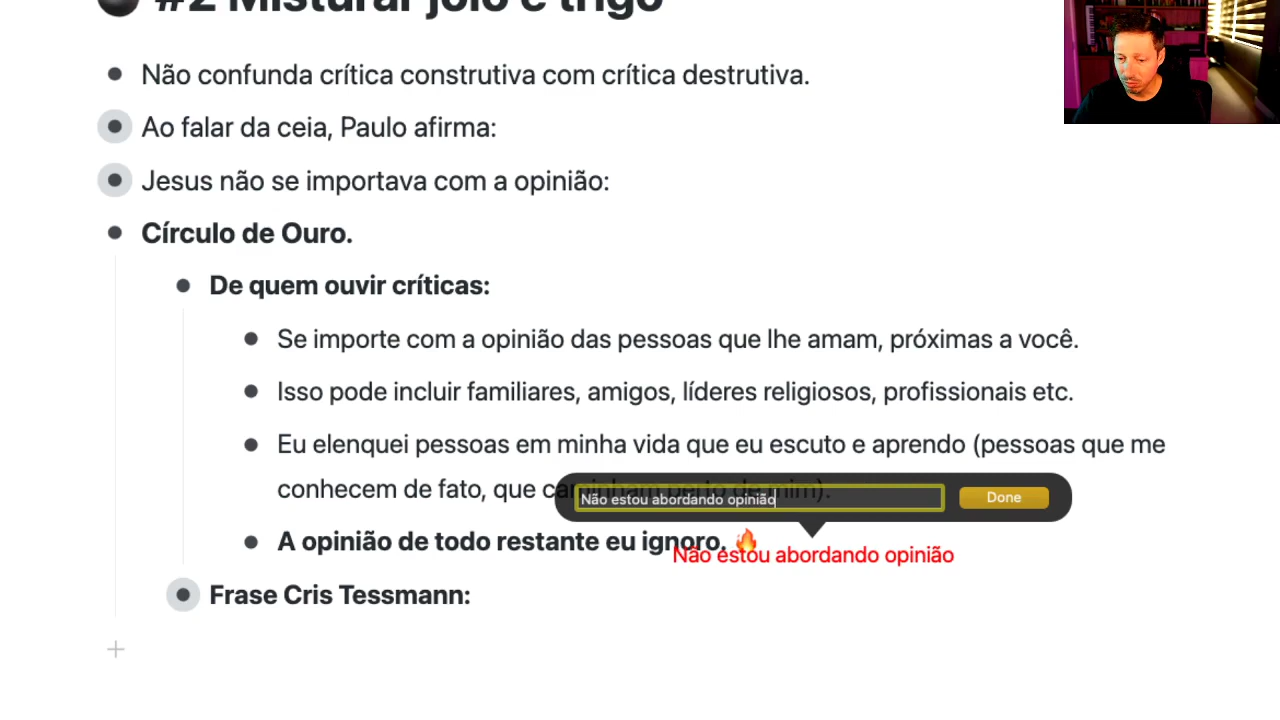 #2 Misturar joio e trigo
Não confunda crítica construtiva com crítica destrutiva.
Ao falar da ceia, Paulo afirma:
Jesus não se importava com a opinião:
Círculo de Ouro.
De quem ouvir críticas:
Se importe com a opinião das pessoas que lhe amam, próximas a você.
Isso pode incluir familiares, amigos, líderes religiosos, profissionais etc.
Eu elenquei pessoas em minha vida que eu escuto e aprendo (pessoas que me
conhecem de fato, que caminham perto de mim).
Não estou abordando opinião
Done
A opinião de todo restante eu ignoro. 🔥
Não estou abordando opinião
Frase Cris Tessmann: